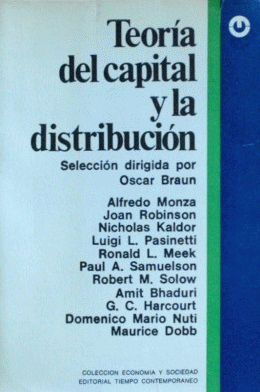 Teoría
del capital
y la
distribución
Selección dirigida por
Oscar Braun
Alfredo Monza
Joan Robinson
Nicholas Kaldor
Luigi L. Pasinetti
Ronald L. Meek
Paul A. Samuelson
Robert M. Solow
Amit Bhaduri
G. C. Harcourt
Domenico Mario Nuti
Maurice Dobb
COLECCION ECONOMIA Y SOCIEDAD
EDITORIAL TIEMPO CONTEMPORANEO